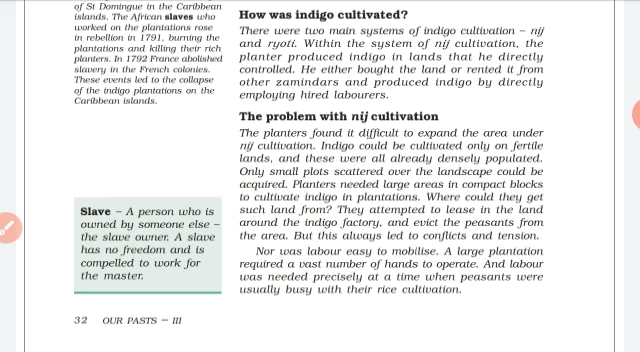 of St Domingue in the Caribbean
islands. The African slaves who
worked on the plantations rose
in rebellion in 1791, burning the
plantations and killing their rich
planters. In 1792 France abolished
slavery in the French colonies.
These events led to the collapse
of the indigo plantations on the
Caribbean islands.
Slave – A person who is
owned by someone else –
the slave owner. A slave
has no freedom and is
compelled to work for
the master.
How was indigo cultivated?
There were two main systems of indigo cultivation – nij
and ryoti. Within the system of nij cultivation, the
planter produced indigo in lands that he directly
controlled. He either bought the land or rented it from
other zamindars and produced indigo by directly
employing hired labourers.
The problem with nij cultivation
The planters found it difficult to expand the area under
nij cultivation. Indigo could be cultivated only on fertile
lands, and these were all already densely populated.
Only small plots scattered over the landscape could be
acquired. Planters needed large areas in compact blocks
to cultivate indigo in plantations. Where could they get
such land from? They attempted to lease in the land
around the indigo factory, and evict the peasants from
the area. But this always led to conflicts and tension.
Nor was labour easy to mobilise. A large plantation
required a vast number of hands to operate. And labour
was needed precisely at a time when peasants were
usually busy with their rice cultivation.
32 OUR PASTS – III